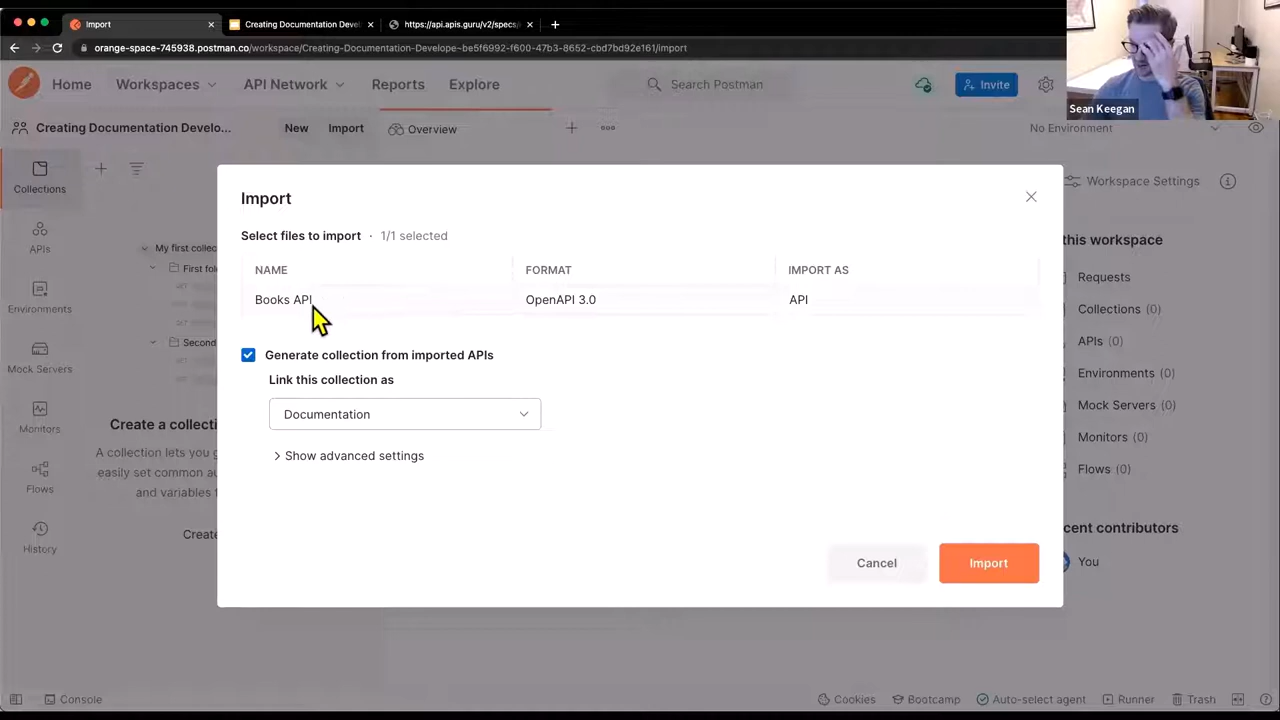 Import
Creating Documentation Devel
https://api.apis.guru/v2/specs/
orange-space-745938.postman.co/workspace/Creating-Documentation-Develope~be5f6992-f600-47b3-8652-cbd7bd92e161/import
Home
Workspaces
API Network
Reports
Explore
Search Postman
Invite
Sean Keegan
Creating Documentation Develo...
New
Import
Overview
No Environment
Collections
APIs
Environments
Mock Servers
Monitors
Flows
History
My first collec
First fol
Second
Create a collecti
A collection lets you g
easily set common au
and variables f
Create
Import
Select files to import · 1/1 selected
NAME FORMAT IMPORT AS
Books API OpenAPI 3.0 API
Generate collection from imported APIs
Link this collection as
Documentation
Show advanced settings
Cancel
Import
Workspace Settings
this workspace
Requests
Collections (0)
APIs (0)
Environments (0)
Mock Servers (0)
Monitors (0)
Flows (0)
cent contributors
You
Console
Cookies
Bootcamp
Auto-select agent
Runner
Trash